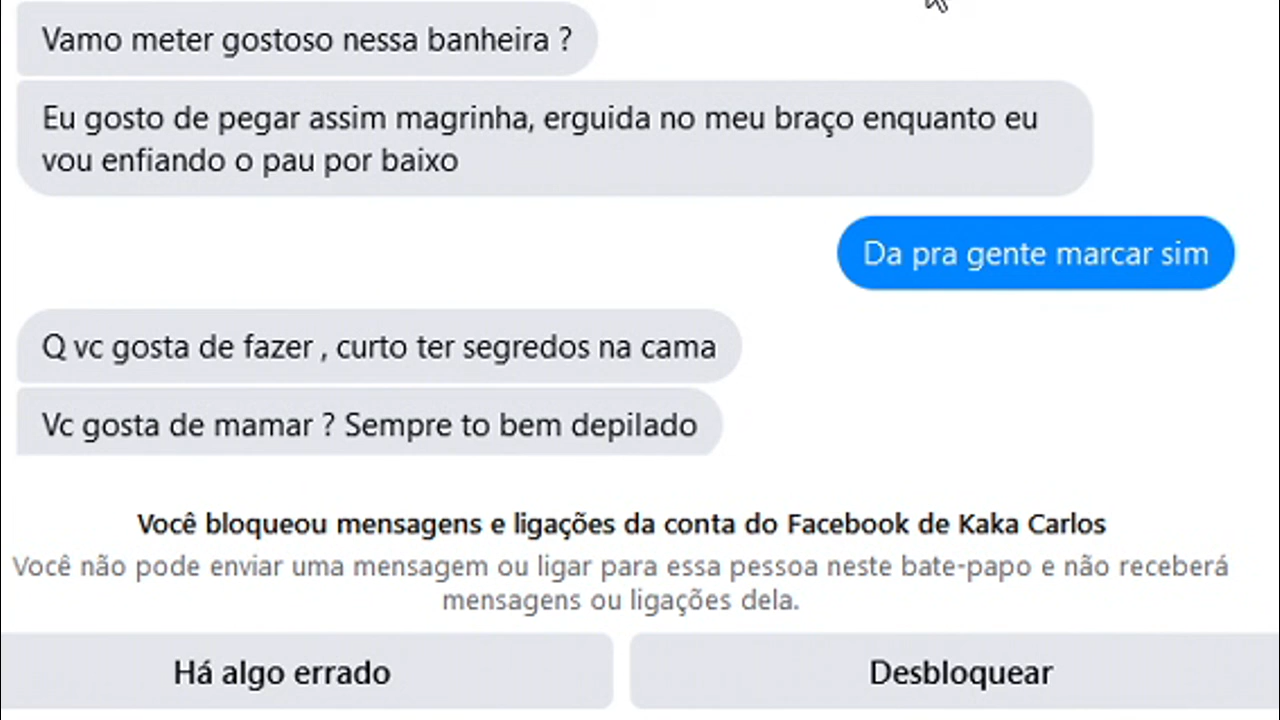 Vamo meter gostoso nessa banheira ?
Eu gosto de pegar assim magrinha, erguida no meu braço enquanto eu
vou enfiando o pau por baixo
Da pra gente marcar sim
Q vc gosta de fazer , curto ter segredos na cama
Vc gosta de mamar ? Sempre to bem depilado
Você bloqueou mensagens e ligações da conta do Facebook de Kaka Carlos
Você não pode enviar uma mensagem ou ligar para essa pessoa neste bate-papo e não receberá
mensagens ou ligações dela.
Há algo errado
Desbloquear